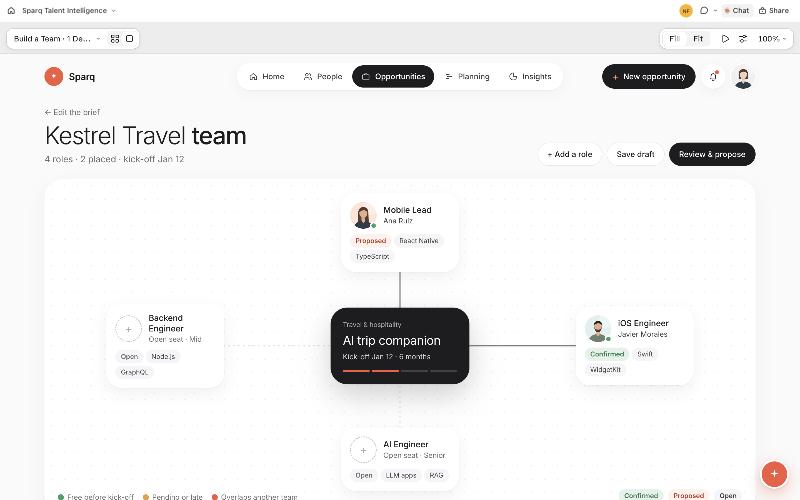 Sparq Talent Intelligence
NF
Chat
Share
Build a Team · 1 De...
Fill
Fit
100%
Sparq
Home
People
Opportunities
Planning
Insights
+ New opportunity
← Edit the brief
Kestrel Travel team
4 roles · 2 placed · kick-off Jan 12
+ Add a role
Save draft
Review & propose
Mobile Lead
Ana Ruiz
Proposed
React Native
TypeScript
Backend
Engineer
Open seat · Mid
Open
Node.js
GraphQL
Travel & hospitality
AI trip companion
Kick-off Jan 12 · 6 months
iOS Engineer
Javier Morales
Confirmed
Swift
WidgetKit
AI Engineer
Open seat · Senior
Open
LLM apps
RAG
Free before kick-off
Pending or late
Overlaps another team
Confirmed
Proposed
Open